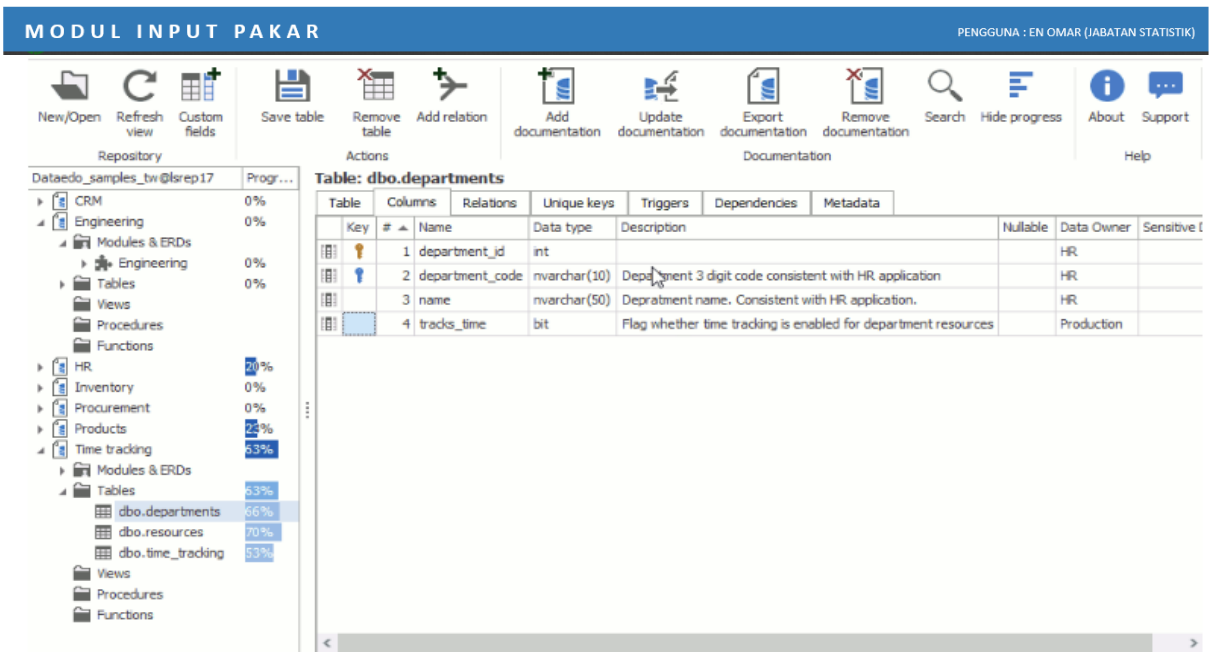 MODUL INPUT PAKAR
PENGGUNA : EN OMAR (JABATAN STATISTIK)
New/Open
Refresh view
Custom fields
Save table
Remove table
Add relation
Add documentation
Update documentation
Export documentation
Remove documentation
Search
Hide progress
About
Support
Repository
Actions
Documentation
Help
Dataedo_samples_tw@lsrep17 Progr...
CRM 0%
Engineering 0%
Modules & ERDs
Engineering 0%
Tables 0%
Views
Procedures
Functions
HR 20%
Inventory 0%
Procurement 0%
Products 23%
Time tracking 63%
Modules & ERDs
Tables 63%
dbo.departments 66%
dbo.resources 70%
dbo.time_tracking 53%
Views
Procedures
Functions
Table: dbo.departments
Table Columns Relations Unique keys Triggers Dependencies Metadata
Key # Name Data type Description Nullable Data Owner Sensitive D
1 department_id int HR
2 department_code nvarchar(10) Department 3 digit code consistent with HR application HR
3 name nvarchar(50) Depratment name. Consistent with HR application. HR
4 tracks_time bit Flag whether time tracking is enabled for department resources Production